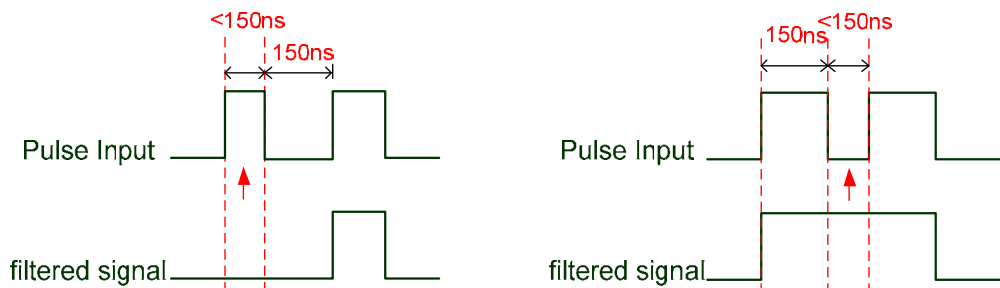 <150ns
150ns
Pulse Input
filtered signal
<150ns
150ns
Pulse Input
filtered signal